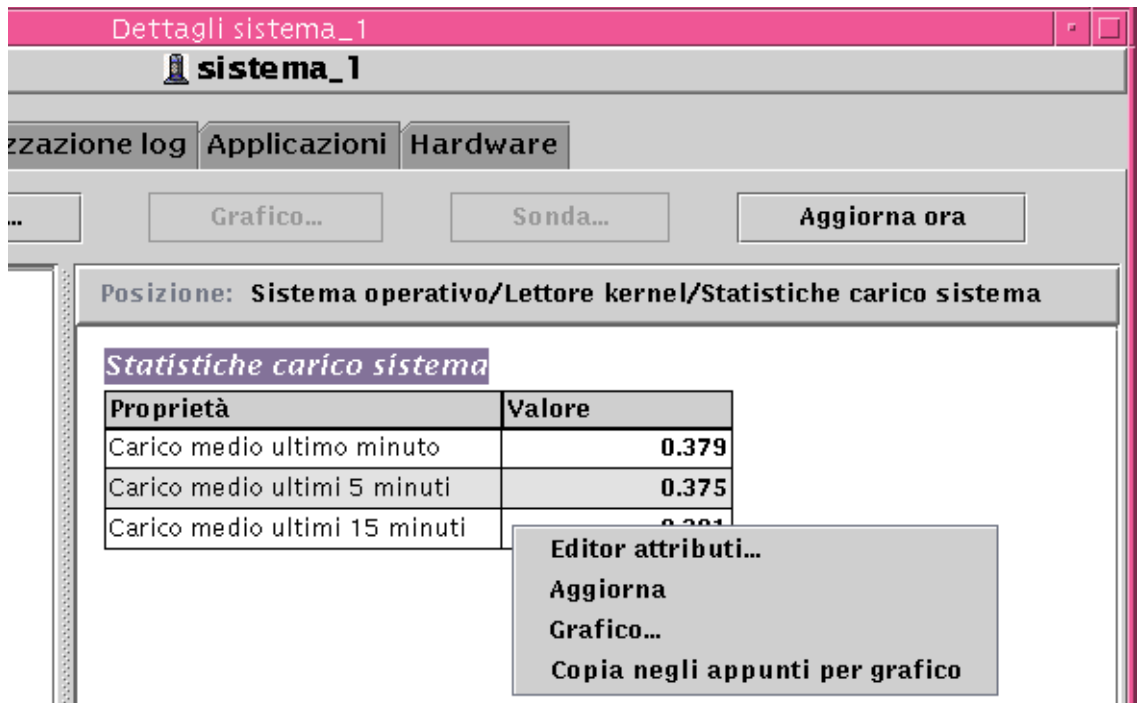 Dettagli sistema_1
sistema_1
zzazione log Applicazioni Hardware
... Grafico... Sonda... Aggiorna ora
Posizione: Sistema operativo/Lettore kernel/Statistiche carico sistema
Statistiche carico sistema
Proprietà Valore
Carico medio ultimo minuto 0.379
Carico medio ultimi 5 minuti 0.375
Carico medio ultimi 15 minuti
Editor attributi...
Aggiorna
Grafico...
Copia negli appunti per grafico